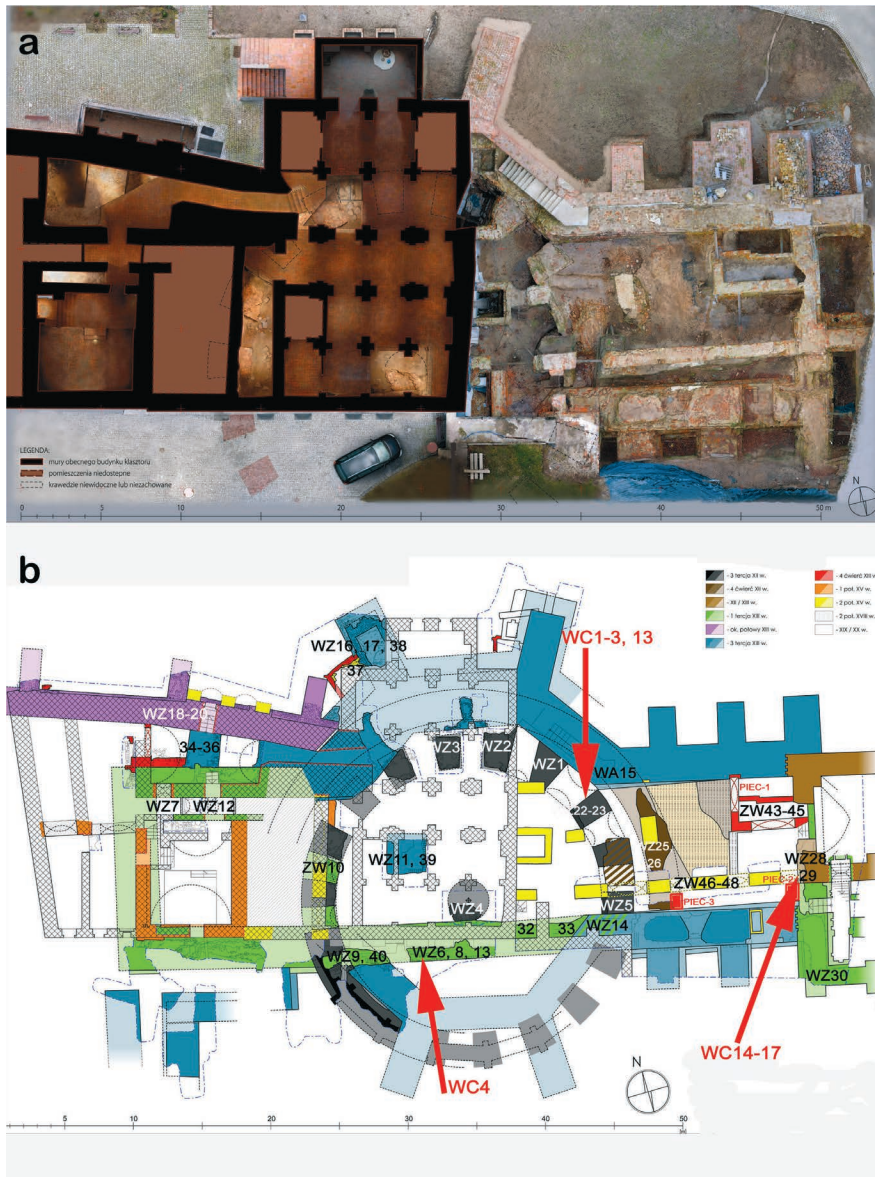 a
LEGENDA:
mury obecnego budynku klasztoru
pomieszczenia niedostępne
krawędzie niewidoczne lub niezachowane
N
0 10 20 30 40 50 m
b
- 3 tercja XII w.
- 4 ćwierć XII w.
- XII / XIII w.
- 1 tercja XIII w.
- ok. połowy XIII w.
- 3 tercja XIII w.
- 4 ćwierć XIII w.
- 1 poł. XV w.
- 2 poł. XV w.
- 2 poł. XVIII w.
- XIX / XX w.
WC1-3, 13
WZ16, 17, 38
37
WZ18-20
34-36
WZ3
WZ2
WZ1
WA15
22-23
PIEC-1
ZW43-45
WZ7
WZ12
ZW10
WZ11, 39
WZ4
WZ5
WZ25
26
ZW46-48
PIEC-2
PIEC-3
WZ28,
29
32
33
WZ14
WZ9, 40
WZ6, 8, 13
WZ30
WC4
WC14-17
N
5 10 20 30 40 50